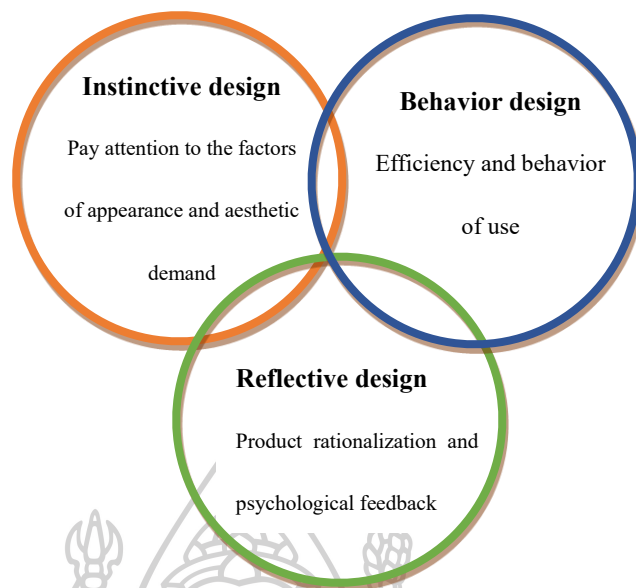 Instinctive design
Pay attention to the factors
of appearance and aesthetic
demand
Behavior design
Efficiency and behavior
of use
Reflective design
Product rationalization and
psychological feedback